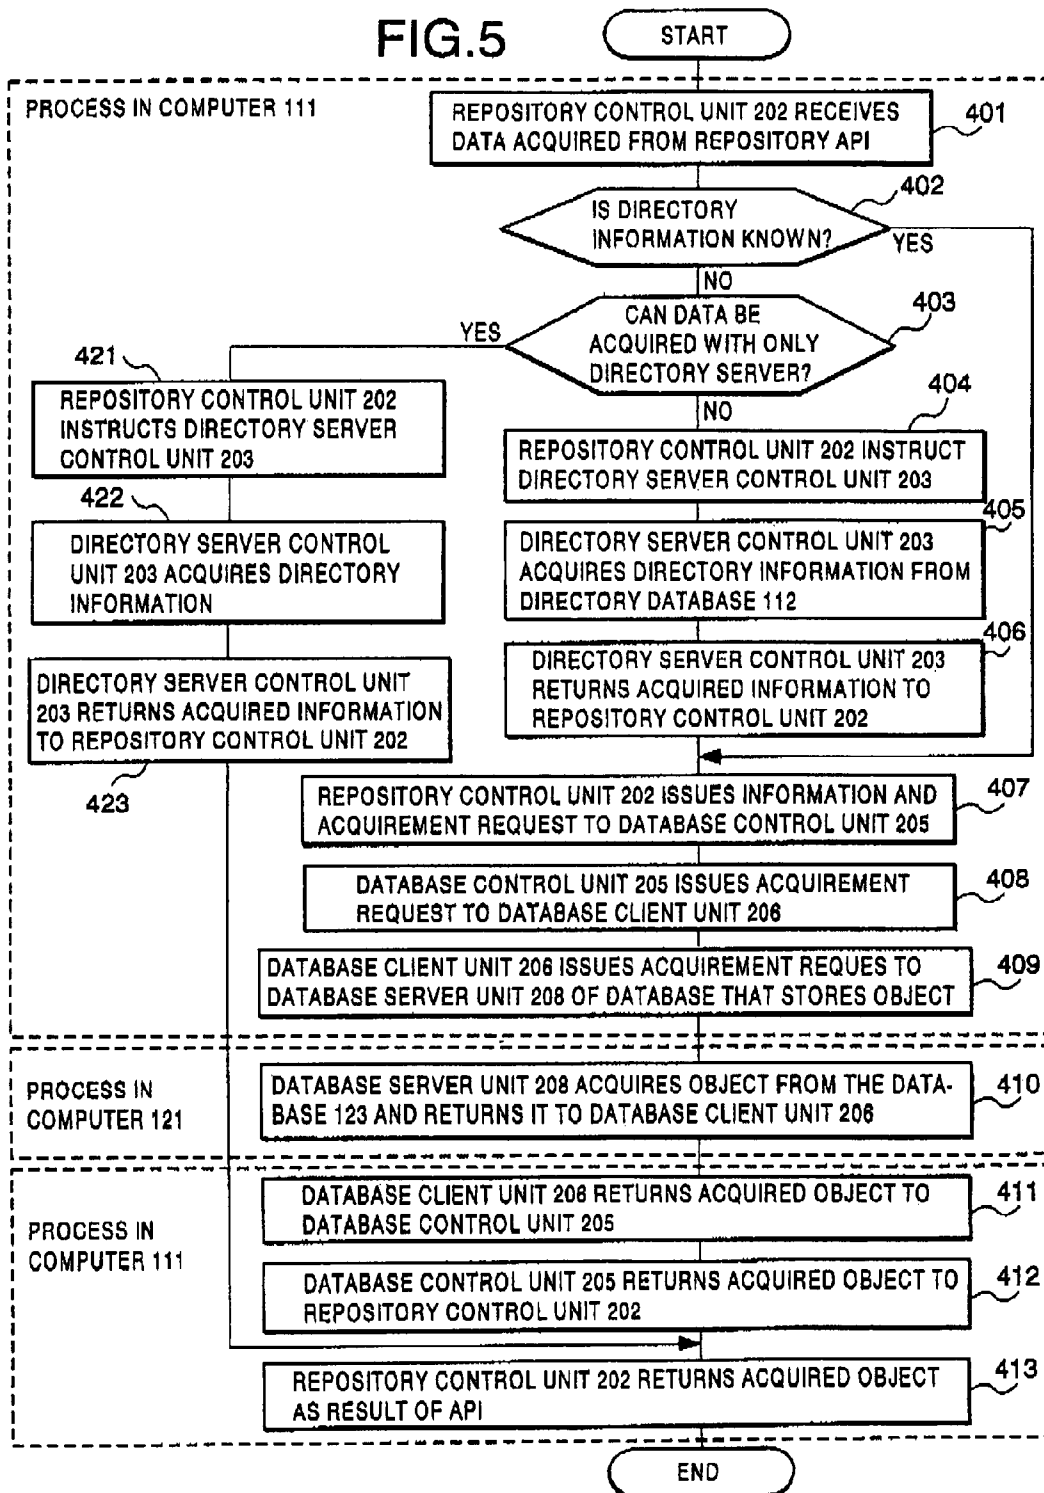 FIG.5
START
PROCESS IN COMPUTER 111
REPOSITORY CONTROL UNIT 202 RECEIVES
DATA ACQUIRED FROM REPOSITORY API
401
402
IS DIRECTORY
INFORMATION KNOWN?
YES
NO
403
CAN DATA BE
ACQUIRED WITH ONLY
DIRECTORY SERVER?
YES
NO
421
REPOSITORY CONTROL UNIT 202
INSTRUCTS DIRECTORY SERVER
CONTROL UNIT 203
404
REPOSITORY CONTROL UNIT 202 INSTRUCT
DIRECTORY SERVER CONTROL UNIT 203
422
DIRECTORY SERVER CONTROL
UNIT 203 ACQUIRES DIRECTORY
INFORMATION
405
DIRECTORY SERVER CONTROL UNIT 203
ACQUIRES DIRECTORY INFORMATION FROM
DIRECTORY DATABASE 112
406
DIRECTORY SERVER CONTROL UNIT 203
RETURNS ACQUIRED INFORMATION TO
REPOSITORY CONTROL UNIT 202
DIRECTORY SERVER CONTROL UNIT
203 RETURNS ACQUIRED INFORMATION
TO REPOSITORY CONTROL UNIT 202
423
REPOSITORY CONTROL UNIT 202 ISSUES INFORMATION AND
ACQUIREMENT REQUEST TO DATABASE CONTROL UNIT 205
407
DATABASE CONTROL UNIT 205 ISSUES ACQUIREMENT
REQUEST TO DATABASE CLIENT UNIT 206
408
DATABASE CLIENT UNIT 206 ISSUES ACQUIREMENT REQUES TO
DATABASE SERVER UNIT 208 OF DATABASE THAT STORES OBJECT
409
PROCESS IN
COMPUTER 121
DATABASE SERVER UNIT 208 ACQUIRES OBJECT FROM THE DATA-
BASE 123 AND RETURNS IT TO DATABASE CLIENT UNIT 206
410
PROCESS IN
COMPUTER 111
DATABASE CLIENT UNIT 206 RETURNS ACQUIRED OBJECT TO
DATABASE CONTROL UNIT 205
411
DATABASE CONTROL UNIT 205 RETURNS ACQUIRED OBJECT TO
REPOSITORY CONTROL UNIT 202
412
REPOSITORY CONTROL UNIT 202 RETURNS ACQUIRED OBJECT
AS RESULT OF API
413
END